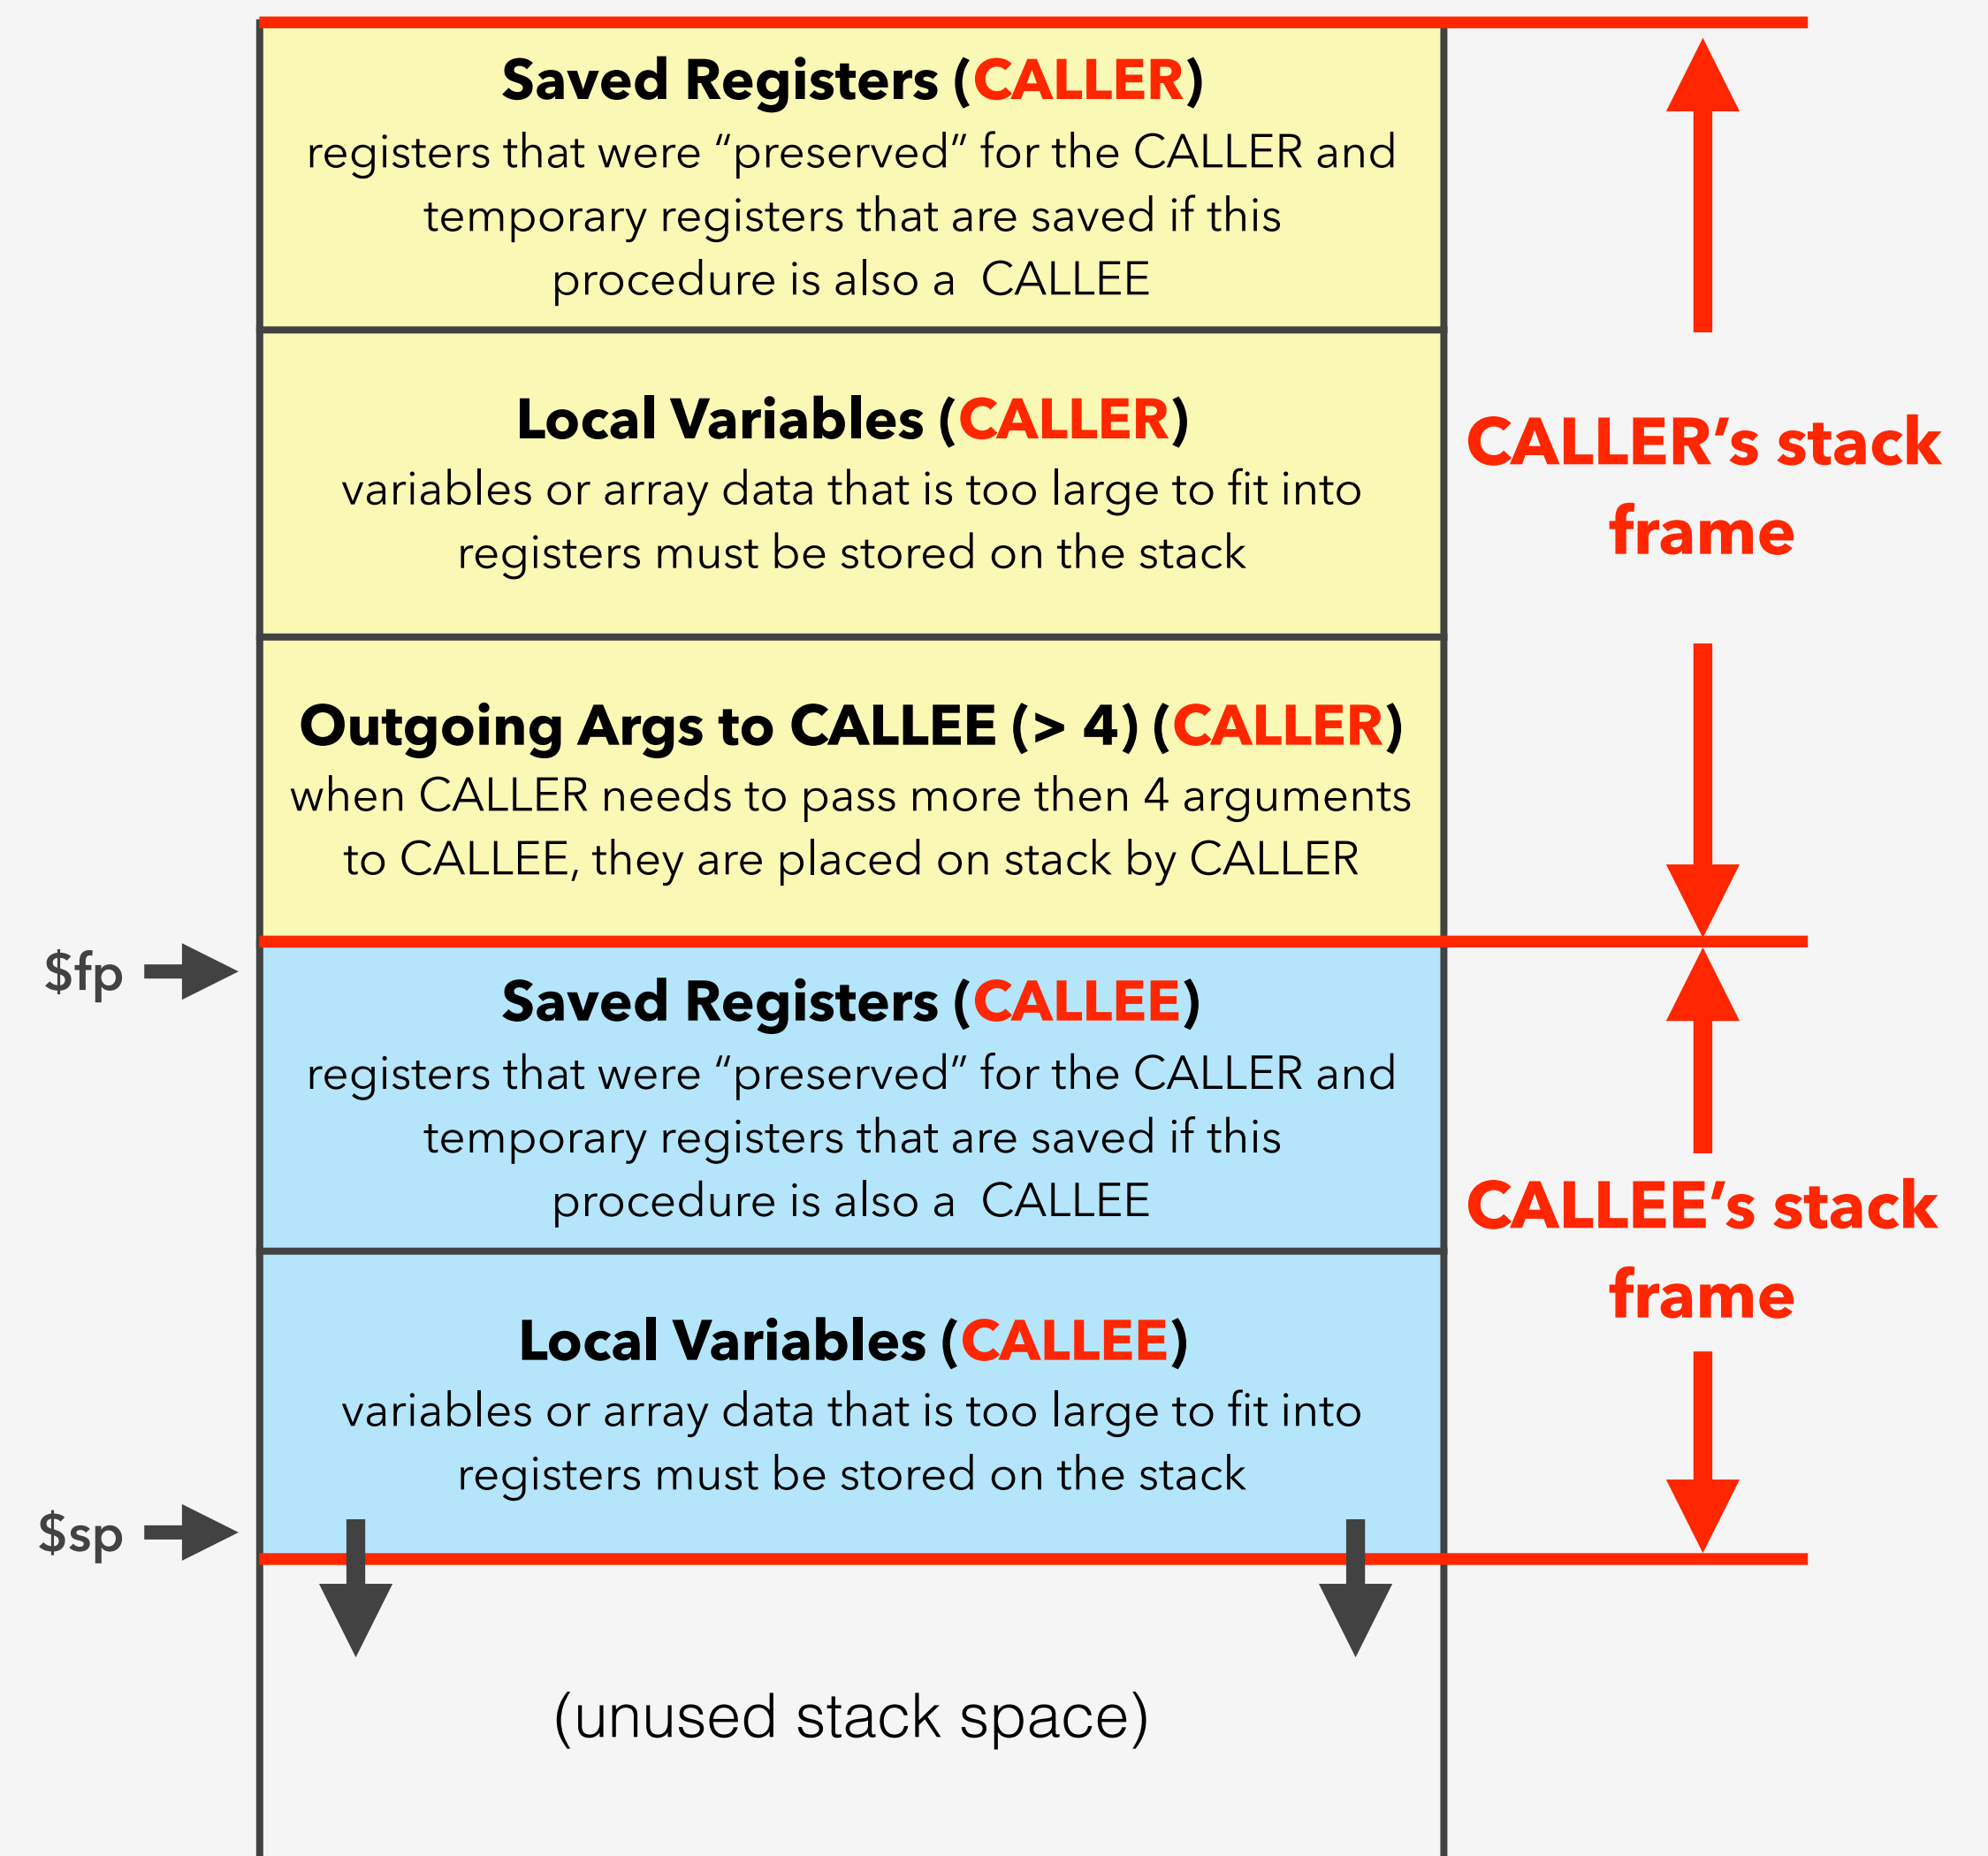 Saved Registers (CALLER)
registers that were “preserved” for the CALLER and
temporary registers that are saved if this
procedure is also a CALLEE
Local Variables (CALLER)
variables or array data that is too large to fit into
registers must be stored on the stack
CALLER’s stack
frame
Outgoing Args to CALLEE (> 4) (CALLER)
when CALLER needs to pass more then 4 arguments
to CALLEE, they are placed on stack by CALLER
$fp
Saved Registers (CALLEE)
registers that were “preserved” for the CALLER and
temporary registers that are saved if this
procedure is also a CALLEE
CALLEE’s stack
frame
Local Variables (CALLEE)
variables or array data that is too large to fit into
registers must be stored on the stack
$sp
(unused stack space)